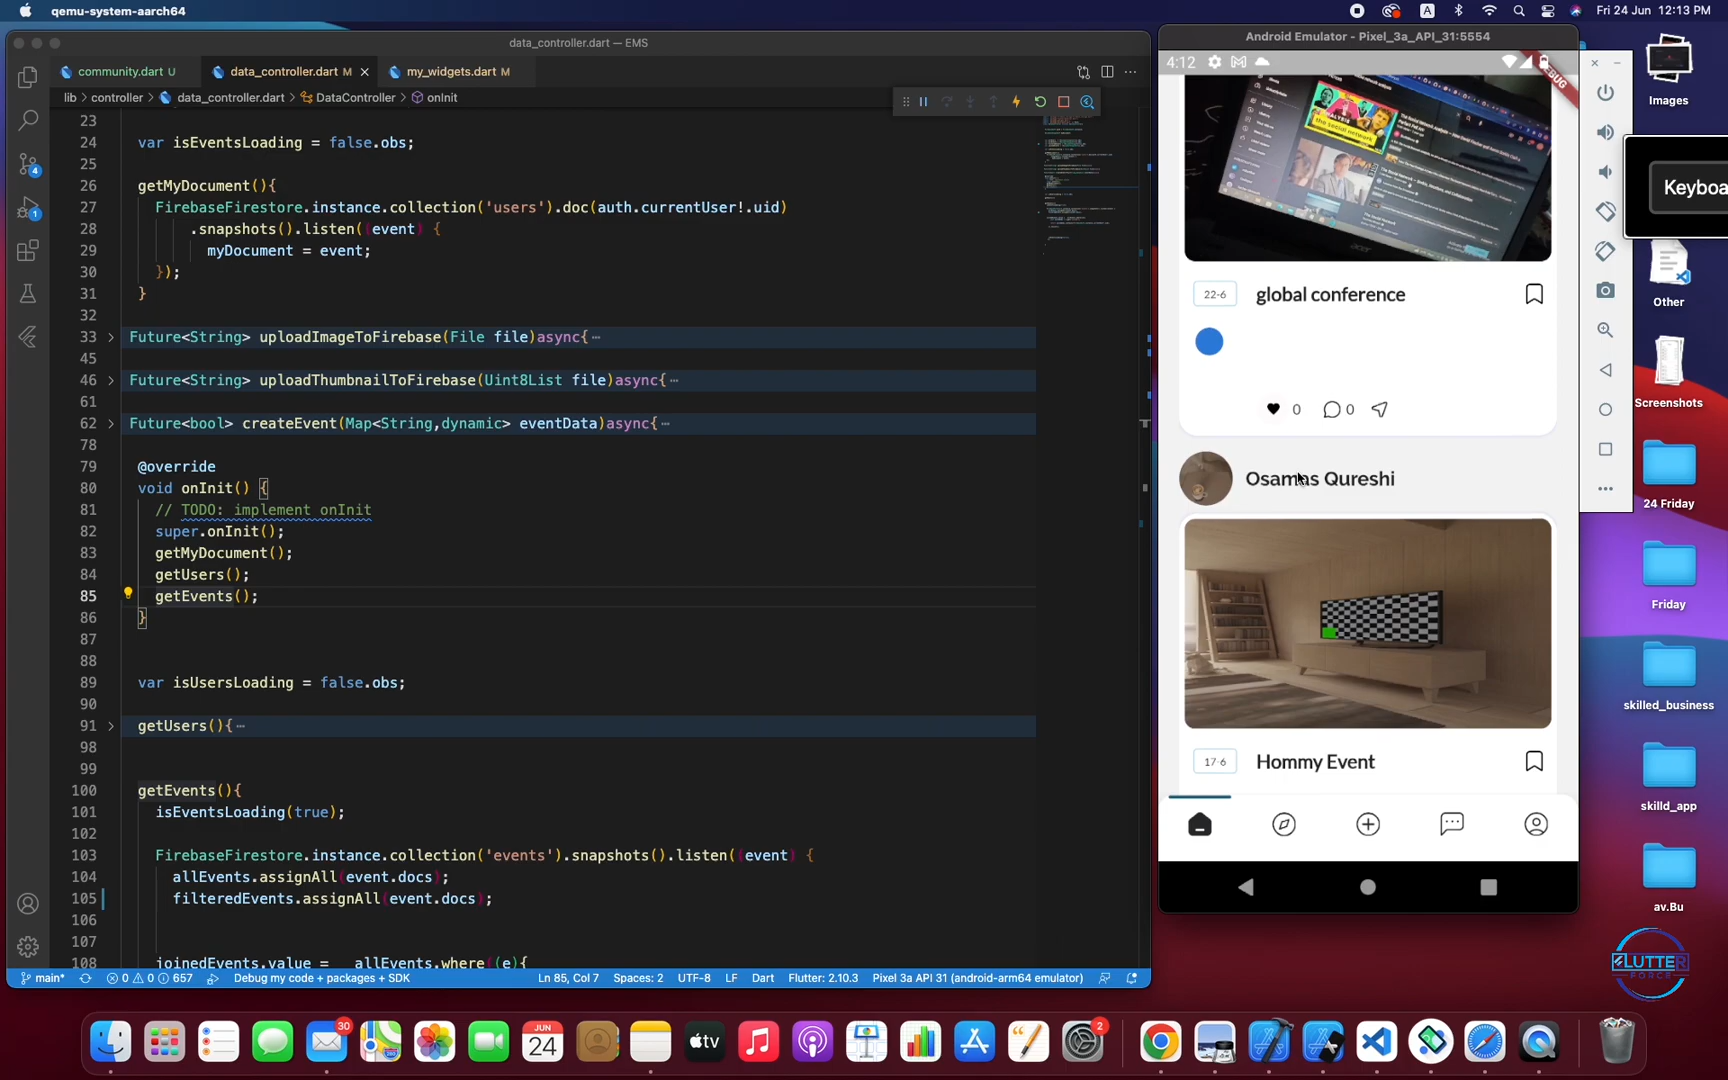 qemu-system-aarch64
A
Fri 24 Jun 12:13 PM
data_controller.dart — EMS
community.dart U
data_controller.dart M
my_widgets.dart M
lib > controller > data_controller.dart > DataController > onInit
23
24 var isEventsLoading = false.obs;
25
26 getMyDocument(){
27 FirebaseFirestore.instance.collection('users').doc(auth.currentUser!.uid)
28 .snapshots().listen((event) {
29 myDocument = event;
30 });
31 }
32
33 Future<String> uploadImageToFirebase(File file)async{⋯
45
46 Future<String> uploadThumbnailToFirebase(Uint8List file)async{⋯
61
62 Future<bool> createEvent(Map<String,dynamic> eventData)async{⋯
78
79 @override
80 void onInit() {
81 // TODO: implement onInit
82 super.onInit();
83 getMyDocument();
84 getUsers();
85 getEvents();
86 }
87
88
89 var isUsersLoading = false.obs;
90
91 getUsers(){⋯
98
99
100 getEvents(){
101 isEventsLoading(true);
102
103 FirebaseFirestore.instance.collection('events').snapshots().listen((event) {
104 allEvents.assignAll(event.docs);
105 filteredEvents.assignAll(event.docs);
106
107
108 joinedEvents.value = allEvents.where((e){
4
1
main* 0 0 657 Debug my code + packages + SDK Ln 85, Col 7 Spaces: 2 UTF-8 LF Dart Flutter: 2.10.3 Pixel 3a API 31 (android-arm64 emulator)
Android Emulator - Pixel_3a_API_31:5554
4:12
DEBUG
the social network
acer
22-6 global conference
0 0
Osamas Qureshi
17-6 Hommy Event
Keyboa
Images
Other
Screenshots
24 Friday
Friday
skilled_business
skilld_app
av.Bu
FLUTTER
FORCE
30
JUN
24
tv
2